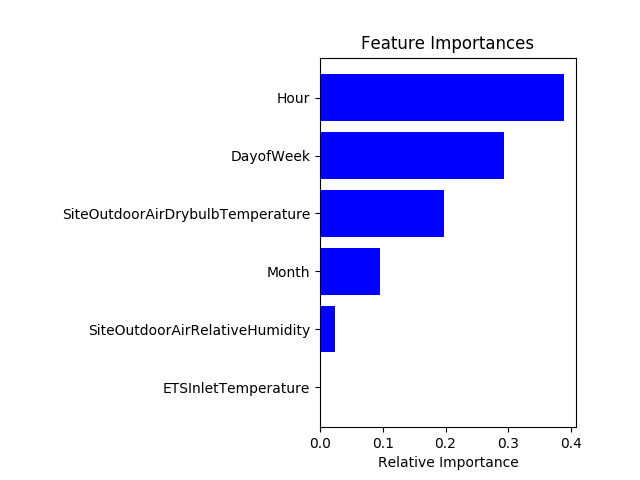 Feature Importances
Hour
DayofWeek
SiteOutdoorAirDrybulbTemperature
Month
SiteOutdoorAirRelativeHumidity
ETSInletTemperature
0.0 0.1 0.2 0.3 0.4
Relative Importance